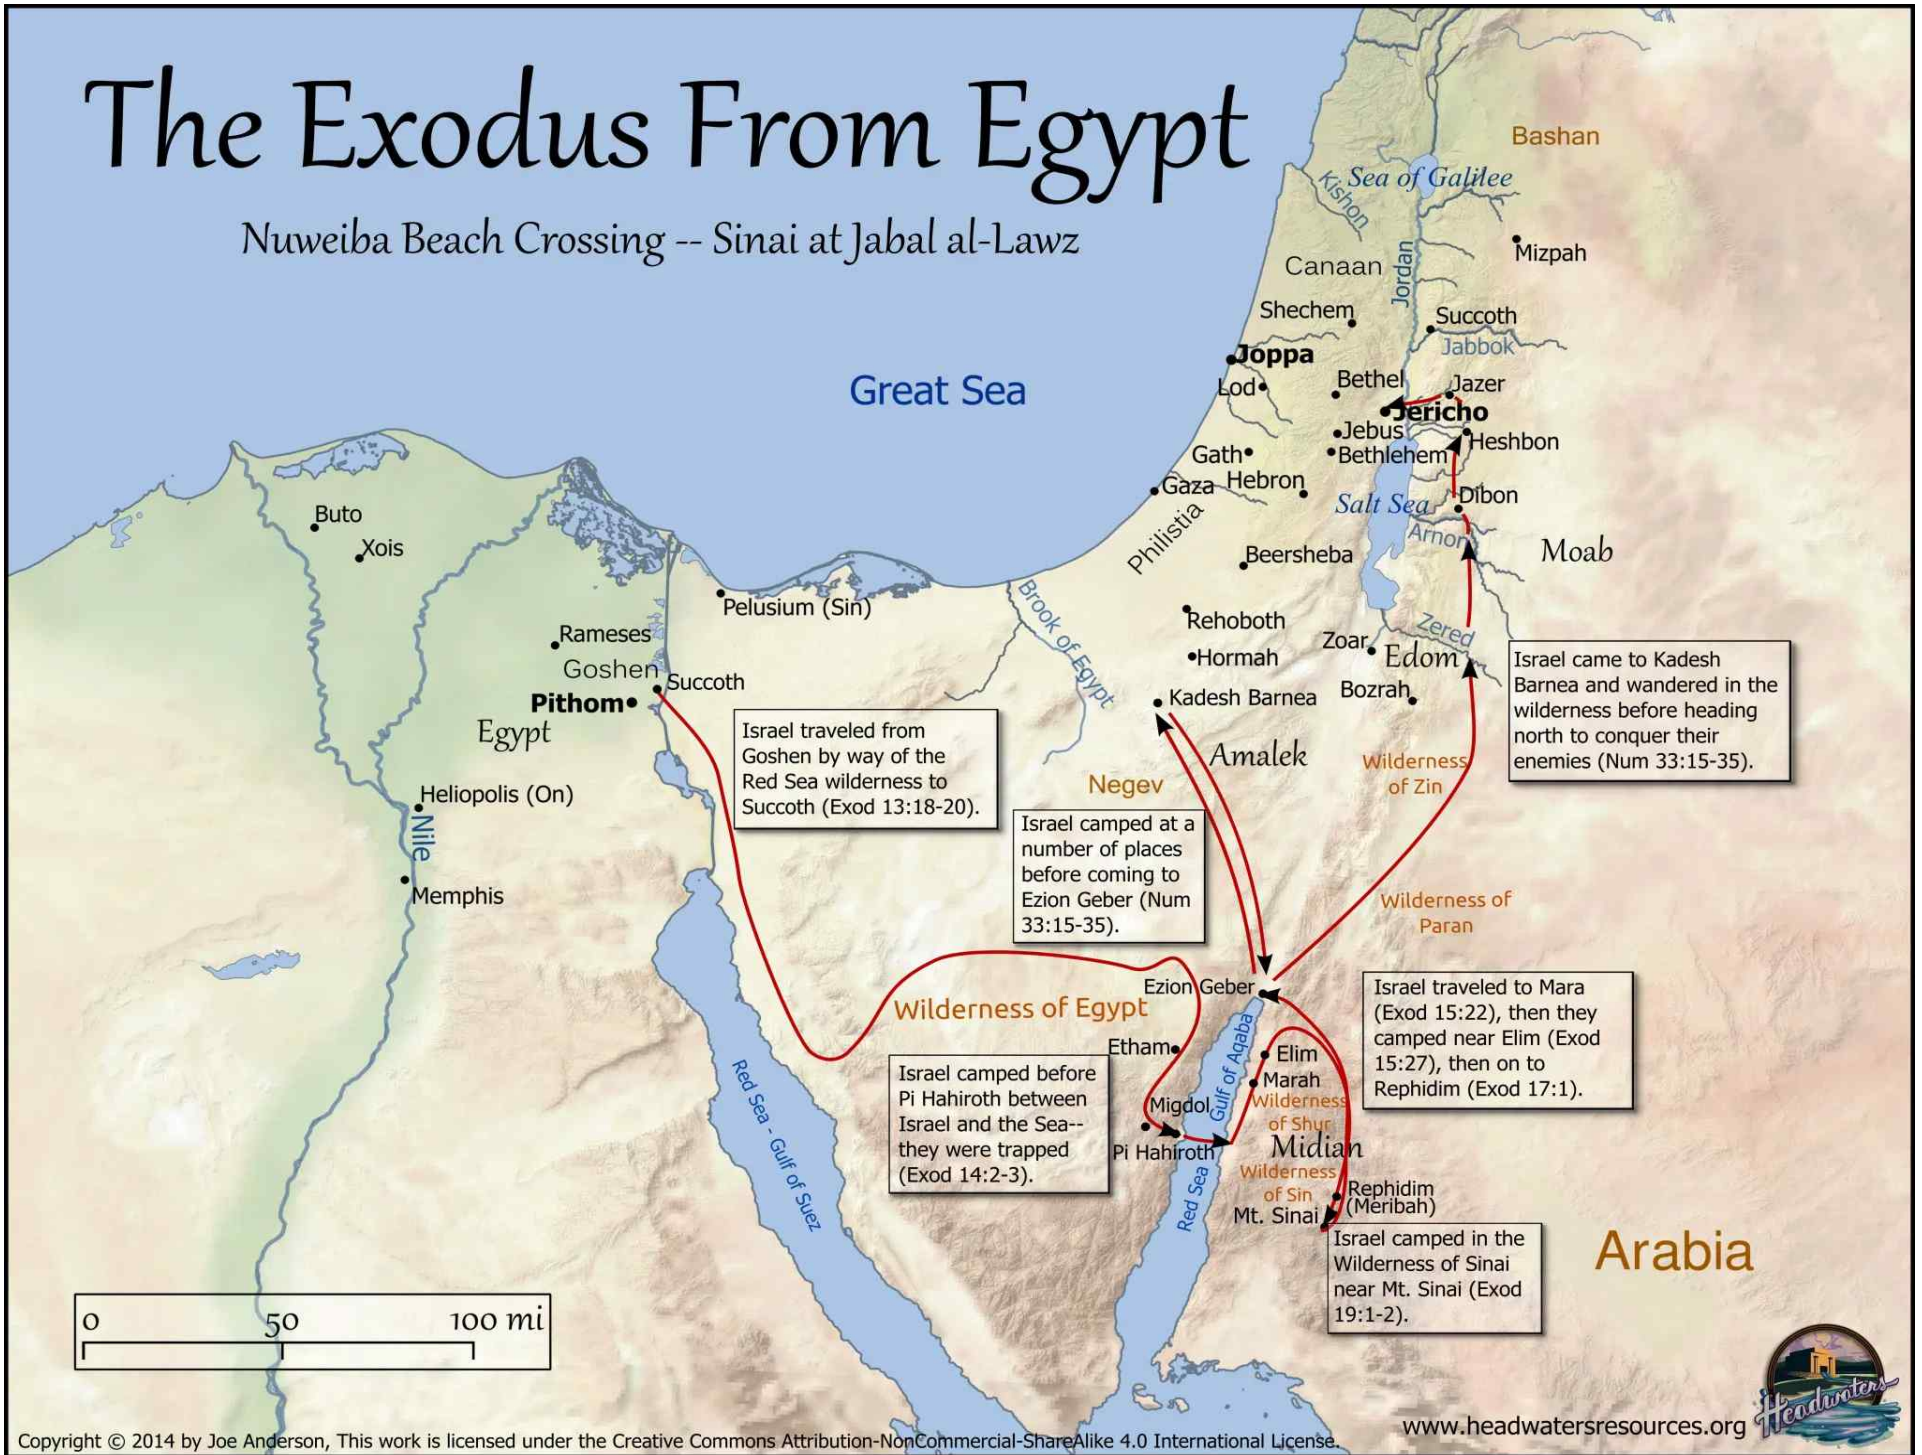 The Exodus From Egypt
Nuweiba Beach Crossing -- Sinai at Jabal al-Lawz
Great Sea
Bashan
Sea of Galilee
Kishon
Mizpah
Canaan
Jordan
Shechem
Succoth
Jabbok
Joppa
Lod
Bethel
Jazer
Jericho
Jebus
Heshbon
Gath
Bethlehem
Gaza
Hebron
Salt Sea
Dibon
Philistia
Arnon
Moab
Beersheba
Buto
Xois
Pelusium (Sin)
Brook of Egypt
Rehoboth
Zered
Rameses
Goshen
Hormah
Zoar
Edom
Succoth
Pithom
Kadesh Barnea
Bozrah
Egypt
Amalek
Negev
Wilderness
of Zin
Israel came to Kadesh
Barnea and wandered in the
wilderness before heading
north to conquer their
enemies (Num 33:15-35).
Israel traveled from
Goshen by way of the
Red Sea wilderness to
Succoth (Exod 13:18-20).
Heliopolis (On)
Nile
Memphis
Israel camped at a
number of places
before coming to
Ezion Geber (Num
33:15-35).
Wilderness of
Paran
Ezion Geber
Wilderness of Egypt
Israel traveled to Mara
(Exod 15:22), then they
camped near Elim (Exod
15:27), then on to
Rephidim (Exod 17:1).
Etham
Elim
Gulf of Aqaba
Marah
Israel camped before
Pi Hahiroth between
Israel and the Sea--
they were trapped
(Exod 14:2-3).
Migdol
Wilderness
of Shur
Pi Hahiroth
Midian
Red Sea - Gulf of Suez
Red Sea
Wilderness
of Sin
Rephidim
(Meribah)
Mt. Sinai
Israel camped in the
Wilderness of Sinai
near Mt. Sinai (Exod
19:1-2).
Arabia
0 50 100 mi
Headwaters
www.headwatersresources.org
Copyright © 2014 by Joe Anderson, This work is licensed under the Creative Commons Attribution-NonCommercial-ShareAlike 4.0 International License.